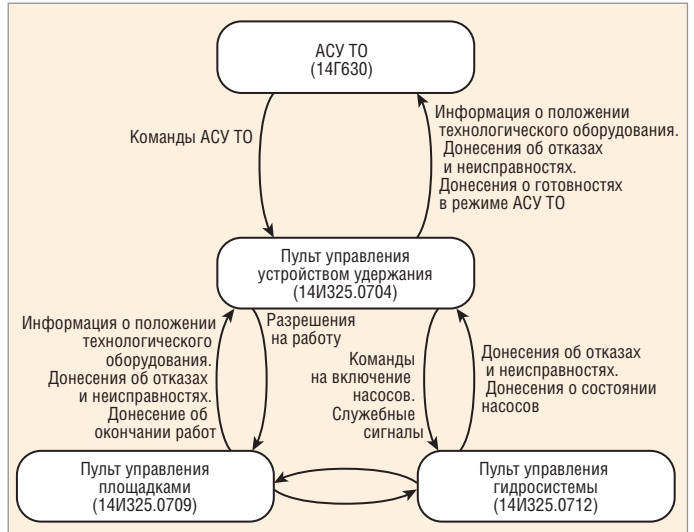 АСУ ТО
(14Г630)
Команды АСУ ТО
Информация о положении
технологического оборудования.
Донесения об отказах
и неисправностях.
Донесения о готовностях
в режиме АСУ ТО
Пульт управления
устройством удержания
(14И325.0704)
Информация о положении
технологического
оборудования.
Донесения об отказах
и неисправностях.
Донесение об
окончании работ
Разрешения
на работу
Команды
на включение
насосов.
Служебные
сигналы
Донесения об отказах
и неисправностях.
Донесения о состоянии
насосов
Пульт управления
площадками
(14И325.0709)
Пульт управления
гидросистемы
(14И325.0712)